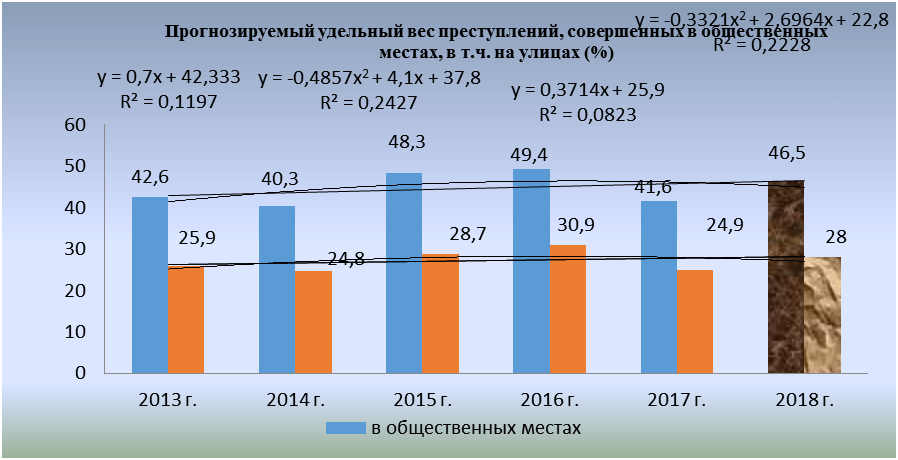 y = -0,3321x² + 2,6964x + 22,8
R² = 0,2228
Прогнозируемый удельный вес преступлений, совершенных в общественных
местах, в т.ч. на улицах (%)
y = 0,7x + 42,333
R² = 0,1197
y = -0,4857x² + 4,1x + 37,8
R² = 0,2427
y = 0,3714x + 25,9
R² = 0,0823
60
50
40
30
20
10
0
42,6
40,3
48,3
49,4
41,6
46,5
25,9
24,8
28,7
30,9
24,9
28
2013 г.
2014 г.
2015 г.
2016 г.
2017 г.
2018 г.
в общественных местах